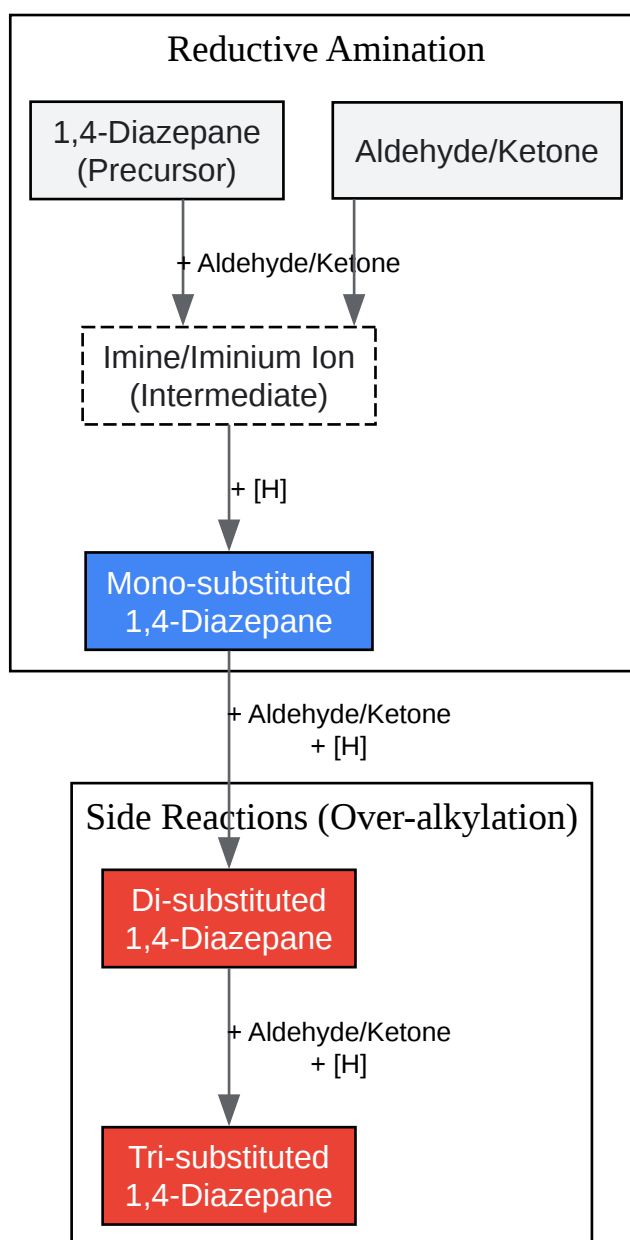 Reductive Amination
1,4-Diazepane
(Precursor)
Aldehyde/Ketone
+ Aldehyde/Ketone
Imine/Iminium Ion
(Intermediate)
+ [H]
Mono-substituted
1,4-Diazepane
+ Aldehyde/Ketone
+ [H]
Side Reactions (Over-alkylation)
Di-substituted
1,4-Diazepane
+ Aldehyde/Ketone
+ [H]
Tri-substituted
1,4-Diazepane